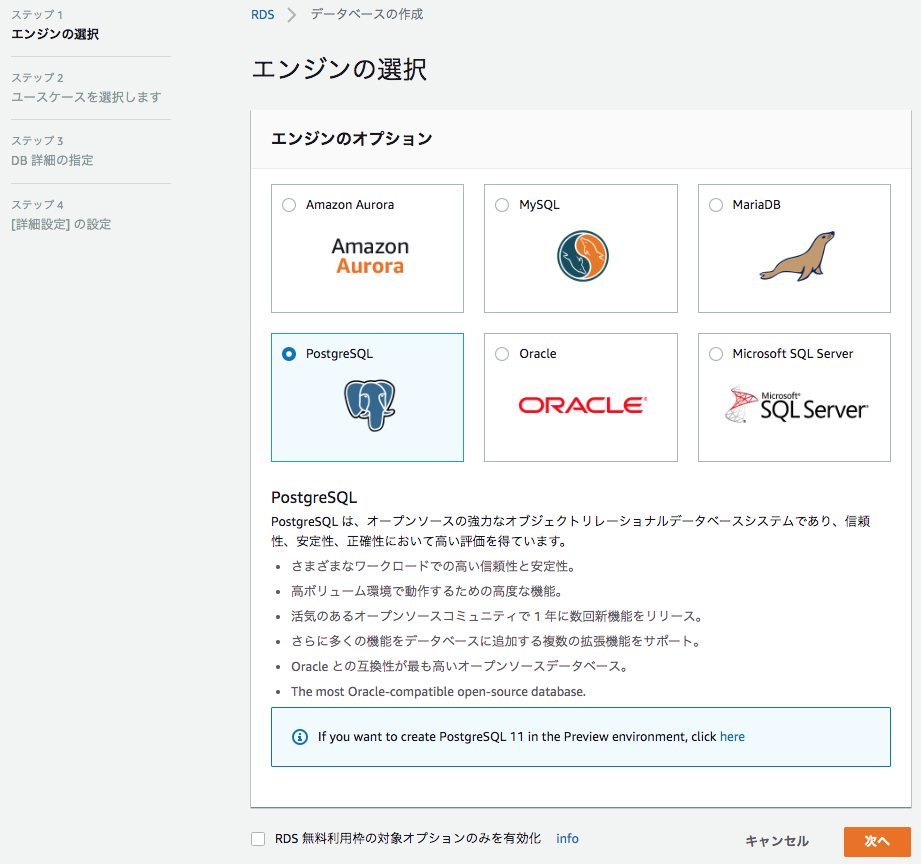 ステップ 1
エンジンの選択
ステップ 2
ユースケースを選択します
ステップ 3
DB 詳細の指定
ステップ 4
[詳細設定] の設定
RDS > データベースの作成
エンジンの選択
エンジンのオプション
Amazon Aurora
Amazon
Aurora
MySQL
MariaDB
PostgreSQL
Oracle
ORACLE
Microsoft SQL Server
Microsoft®
SQL Server
PostgreSQL
PostgreSQL は、オープンソースの強力なオブジェクトリレーショナルデータベースシステムであり、信頼
性、安定性、正確性において高い評価を得ています。
• さまざまなワークロードでの高い信頼性と安定性。
• 高ボリューム環境で動作するための高度な機能。
• 活気のあるオープンソースコミュニティで 1 年に数回新機能をリリース。
• さらに多くの機能をデータベースに追加する複数の拡張機能をサポート。
• Oracle との互換性が最も高いオープンソースデータベース。
• The most Oracle-compatible open-source database.
If you want to create PostgreSQL 11 in the Preview environment, click here
RDS 無料利用枠の対象オプションのみを有効化 info
キャンセル
次へ